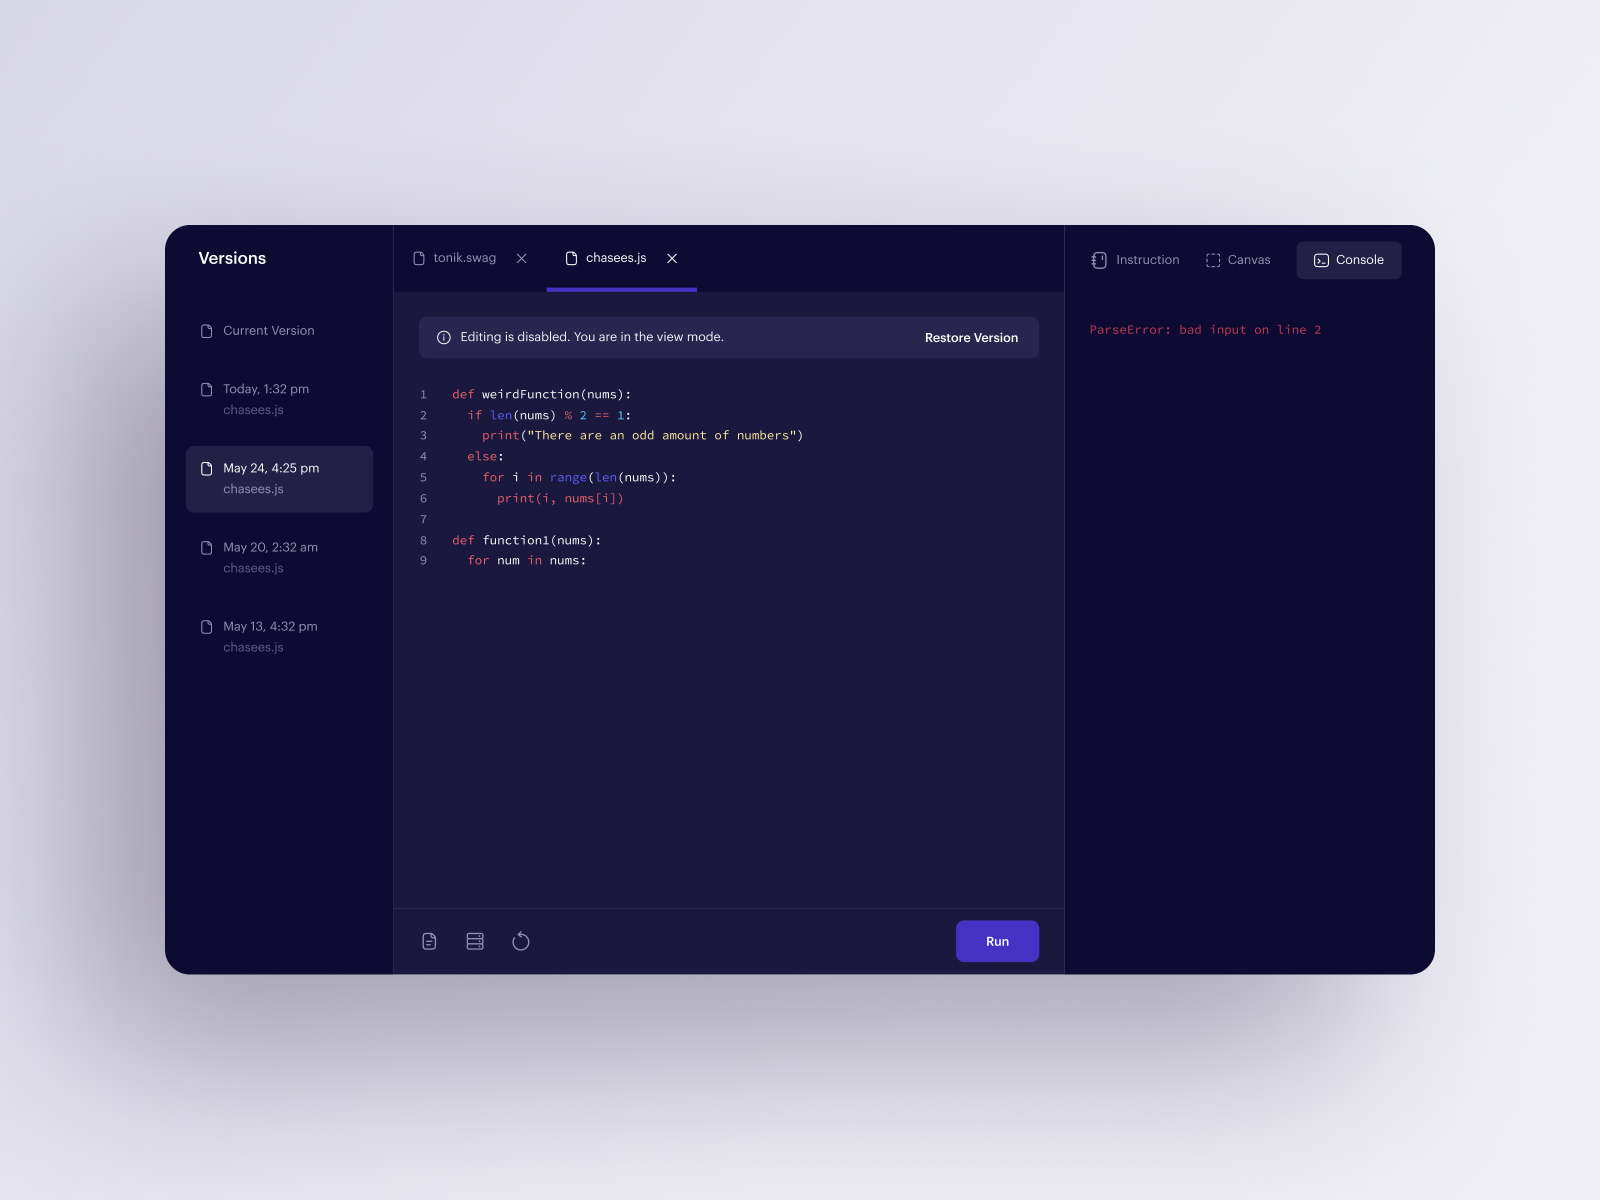 Versions
Current Version
Today, 1:32 pm
chasees.js
May 24, 4:25 pm
chasees.js
May 20, 2:32 am
chasees.js
May 13, 4:32 pm
chasees.js
tonik.swag
chasees.js
Editing is disabled. You are in the view mode.
Restore Version
1 def weirdFunction(nums):
2   if len(nums) % 2 == 1:
3     print("There are an odd amount of numbers")
4   else:
5     for i in range(len(nums)):
6       print(i, nums[i])
7
8 def function1(nums):
9   for num in nums:
Run
Instruction
Canvas
Console
ParseError: bad input on line 2